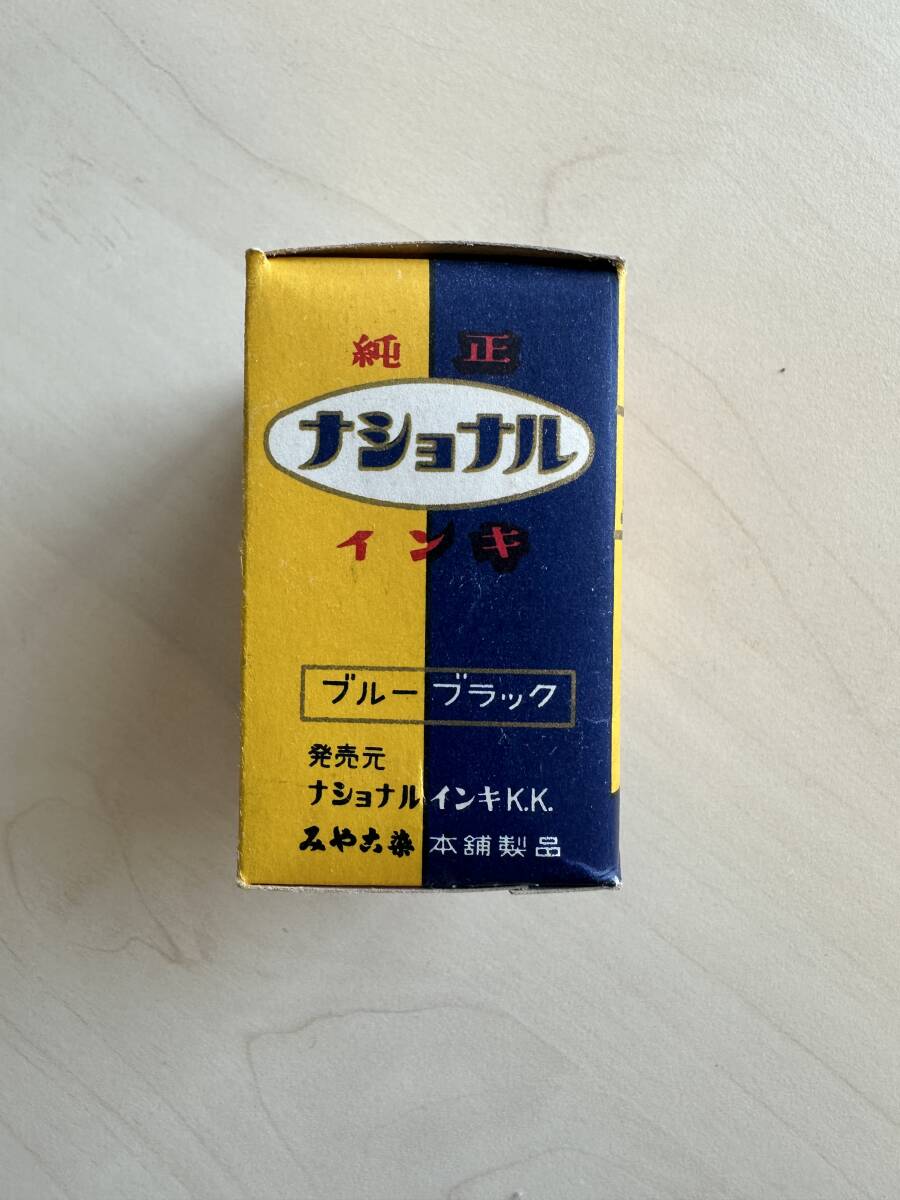 純正
ナショナル
インキ
ブルーブラック
発売元
ナショナルインキK.K.
みやこ染本舗製品